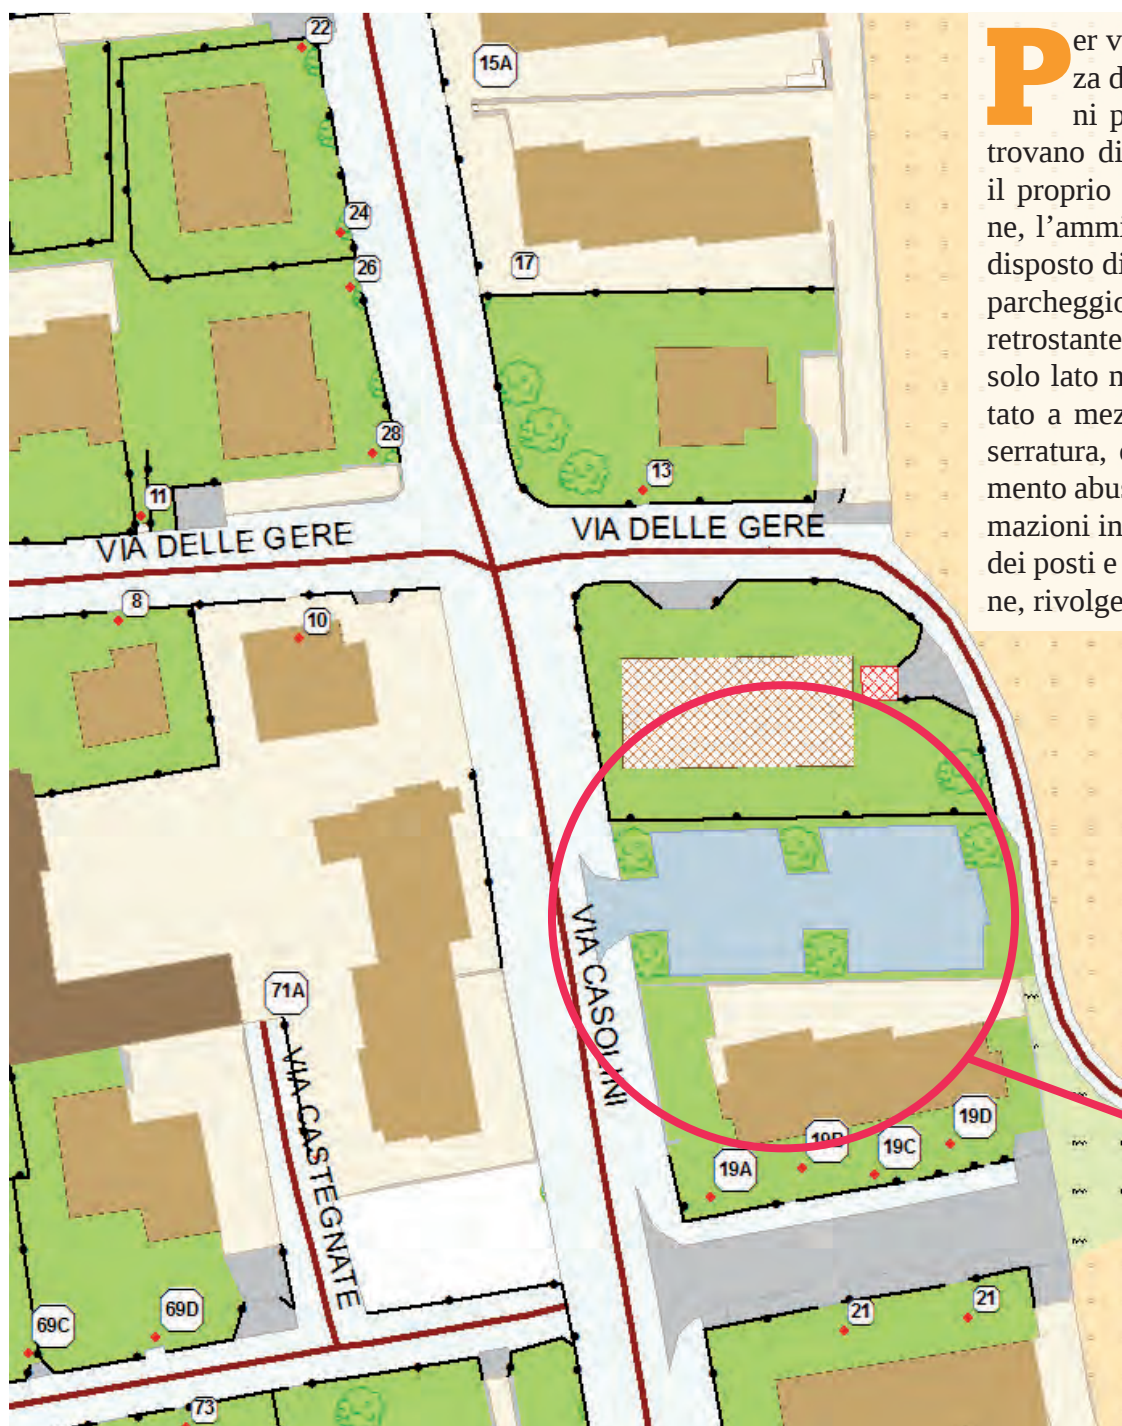 22
15A
24
17
26
28
13
11
VIA DELLE GERE
VIA DELLE GERE
8
10
VIA CASOLINI
71A
VIA CASTEGNATE
19A
19B
19C
19D
69C
69D
21
21
73
Per v
za d
ni p
trovano di
il proprio
ne, l’ammi
disposto di
parcheggio
retrostante
solo lato n
tato a mez
serratura, 
mento abus
mazioni in
dei posti e
ne, rivolge